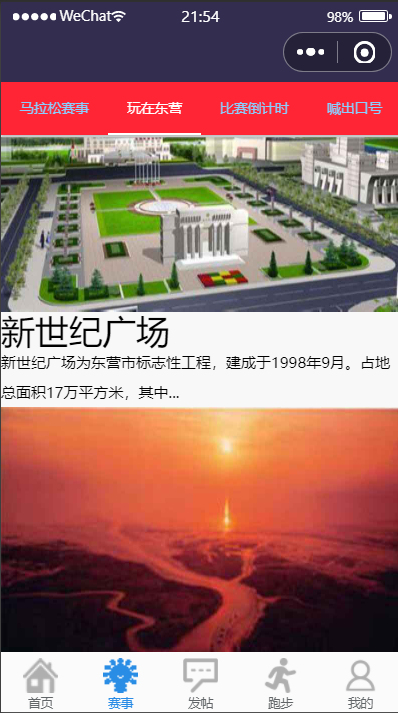 WeChat 21:54 98%
马拉松赛事 玩在东营 比赛倒计时 喊出口号
新世纪广场
新世纪广场为东营市标志性工程，建成于1998年9月。占地
总面积17万平方米，其中...
首页 赛事 发帖 跑步 我的